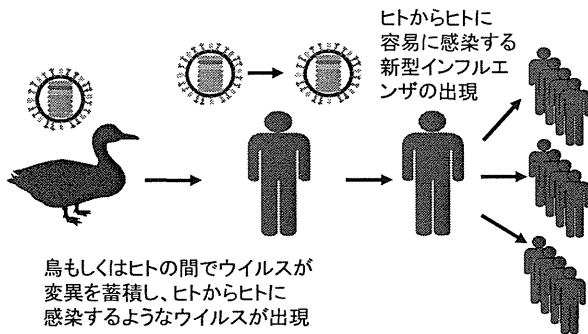 ヒトからヒトに
容易に感染する
新型インフルエ
ンザの出現
鳥もしくはヒトの間でウイルスが
変異を蓄積し、ヒトからヒトに
感染するようなウイルスが出現